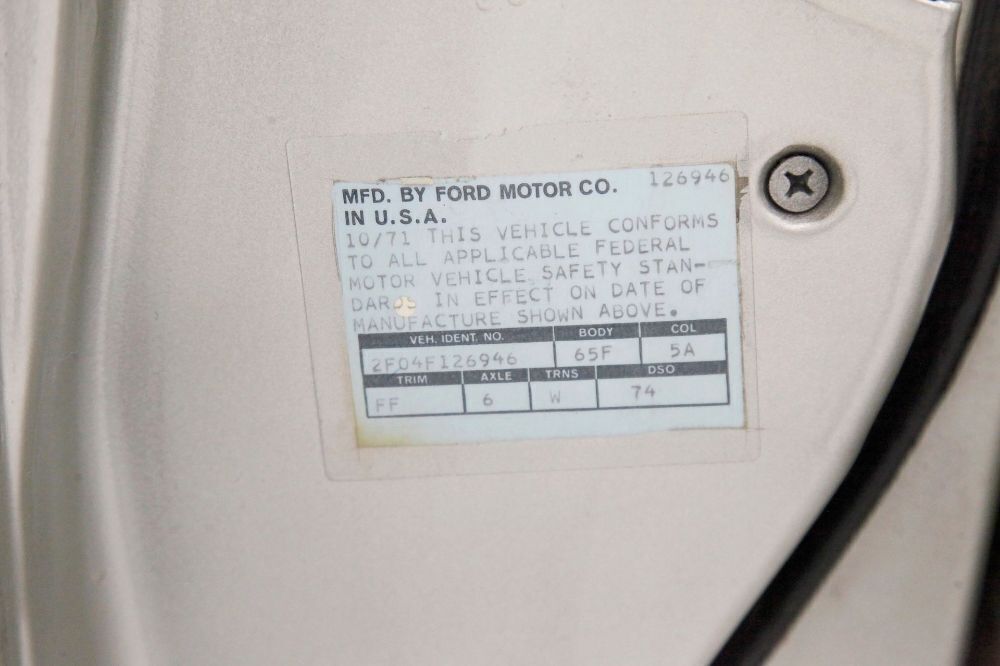 MFD. BY FORD MOTOR CO. 126946
IN U.S.A.
10/71 THIS VEHICLE CONFORMS
TO ALL APPLICABLE FEDERAL
MOTOR VEHICLE SAFETY STAN-
DAR IN EFFECT ON DATE OF
MANUFACTURE SHOWN ABOVE.
VEH. IDENT. NO. BODY COL
2F04F126946 65F 5A
TRIM AXLE TRNS DSO
FF 6 W 74